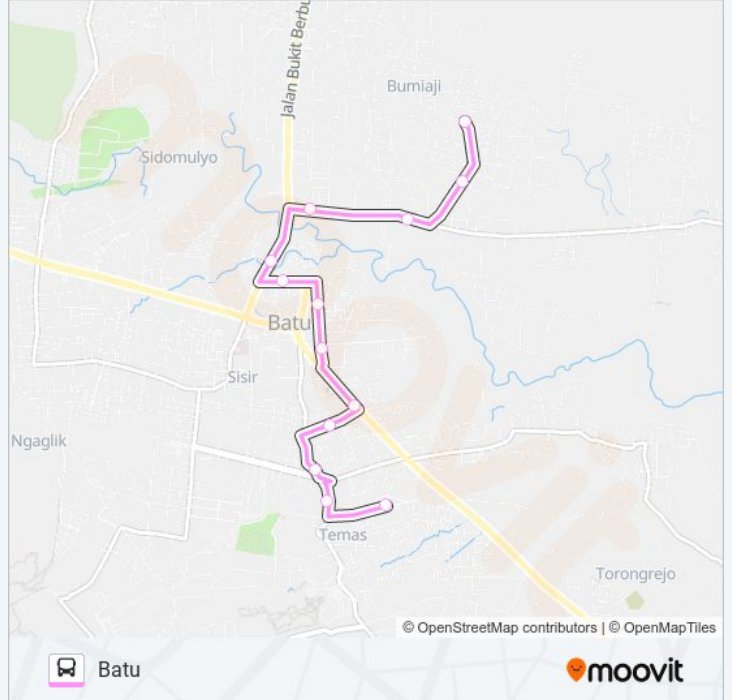 Jalan Bukit Berbu
Bumiaji
Sidomulyo
Batu
Sisir
Ngaglik
Temas
Torongrejo
© OpenStreetMap contributors | © OpenMapTiles
Batu
moovit